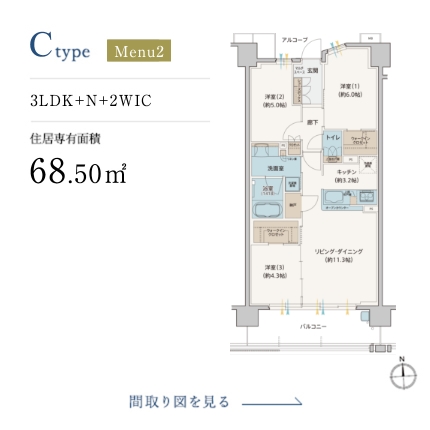 C type Menu2
3LDK+N+2WIC
住居専有面積
68.50㎡
アルコーブ
玄関
洋室(2)
(約5.0帖)
洋室(1)
(約6.0帖)
廊下
トイレ
ウォークイン
クロゼット
洗面室
キッチン
(約3.2帖)
浴室
ウォークイン
クロゼット
リビング・ダイニング
(約11.3帖)
洋室(3)
(約4.3帖)
バルコニー
N
間取り図を見る